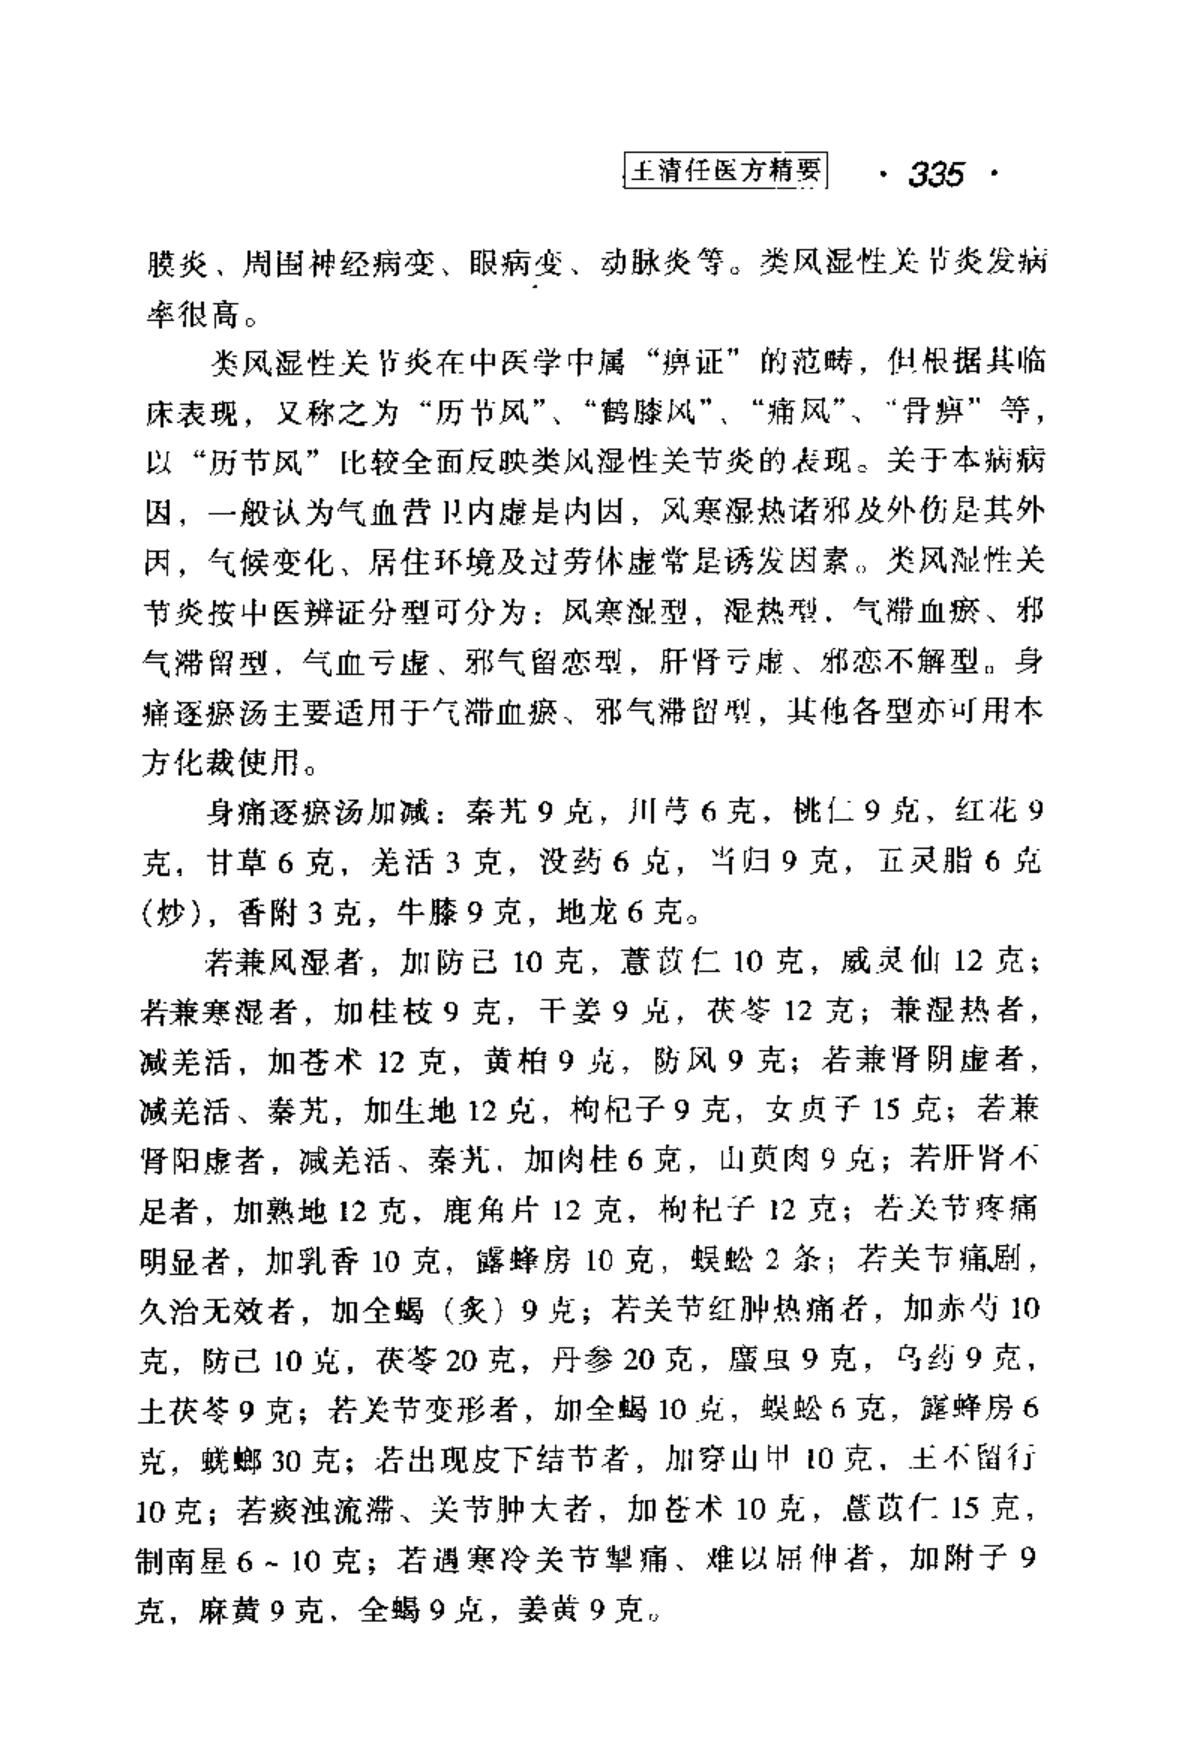 王清任医方精要 · 335 ·
膜炎、周围神经病变、眼病变、动脉炎等。类风湿性关节炎发病
率很高。
类风湿性关节炎在中医学中属“痹证”的范畴，但根据其临
床表现，又称之为“历节风”、“鹤膝风”、“痛风”、“骨痹”等，
以“历节风”比较全面反映类风湿性关节炎的表现。关于本病病
因，一般认为气血营卫内虚是内因，风寒湿热诸邪及外伤是其外
因，气候变化、居住环境及过劳体虚常是诱发因素。类风湿性关
节炎按中医辨证分型可分为：风寒湿型，湿热型，气滞血瘀、邪
气滞留型，气血亏虚、邪气留恋型，肝肾亏虚、邪恋不解型。身
痛逐瘀汤主要适用于气滞血瘀、邪气滞留型，其他各型亦可用本
方化裁使用。
身痛逐瘀汤加减：秦艽 9 克，川芎 6 克，桃仁 9 克，红花 9
克，甘草 6 克，羌活 3 克，没药 6 克，当归 9 克，五灵脂 6 克
（炒），香附 3 克，牛膝 9 克，地龙 6 克。
若兼风湿者，加防己 10 克，薏苡仁 10 克，威灵仙 12 克；
若兼寒湿者，加桂枝 9 克，干姜 9 克，茯苓 12 克；兼湿热者，
减羌活，加苍术 12 克，黄柏 9 克，防风 9 克；若兼肾阴虚者，
减羌活、秦艽，加生地 12 克，枸杞子 9 克，女贞子 15 克；若兼
肾阳虚者，减羌活、秦艽，加肉桂 6 克，山萸肉 9 克；若肝肾不
足者，加熟地 12 克，鹿角片 12 克，枸杞子 12 克；若关节疼痛
明显者，加乳香 10 克，露蜂房 10 克，蜈蚣 2 条；若关节痛剧，
久治无效者，加全蝎（炙）9 克；若关节红肿热痛者，加赤芍 10
克，防己 10 克，茯苓 20 克，丹参 20 克，䗪虫 9 克，乌药 9 克，
土茯苓 9 克；若关节变形者，加全蝎 10 克，蜈蚣 6 克，露蜂房 6
克，蜣螂 30 克；若出现皮下结节者，加穿山甲 10 克，王不留行
10 克；若痰浊流滞、关节肿大者，加苍术 10 克，薏苡仁 15 克，
制南星 6 ~ 10 克；若遇寒冷关节掣痛、难以屈伸者，加附子 9
克，麻黄 9 克，全蝎 9 克，姜黄 9 克。